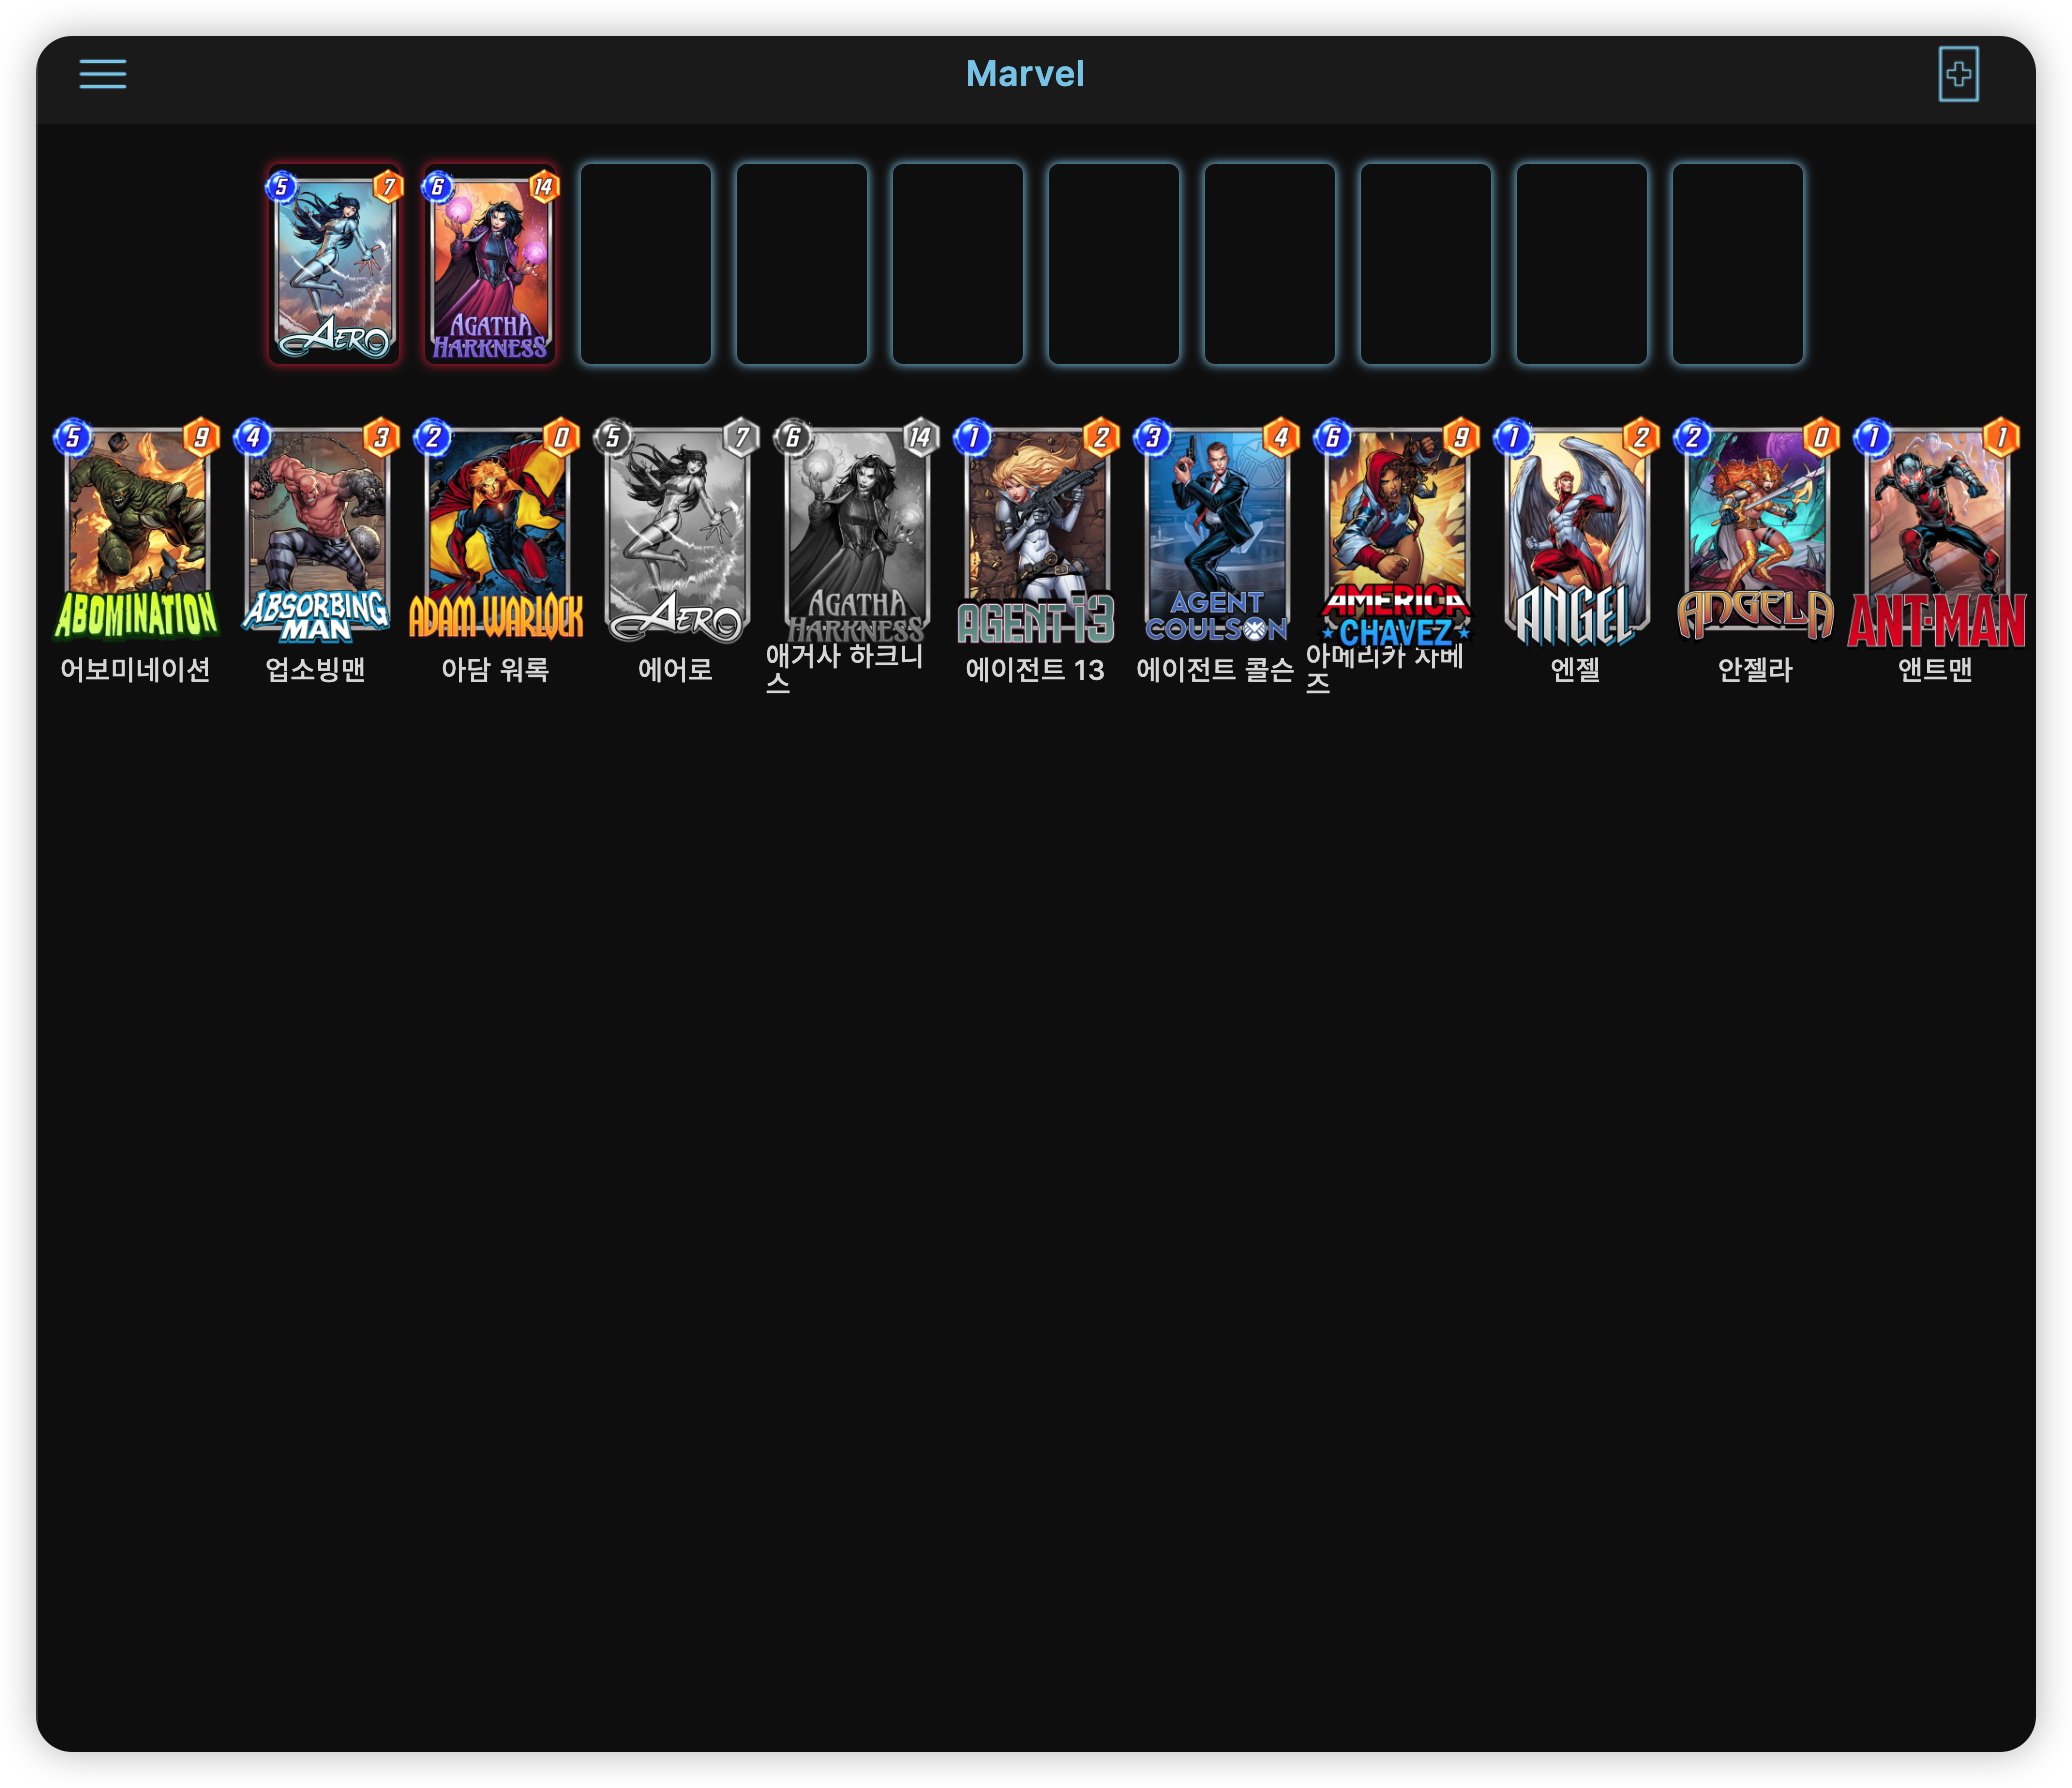 Marvel
5 7
AERO
6 14
AGATHA
HARKNESS
5 9
ABOMINATION
어보미네이션
4 3
ABSORBING
MAN
업소빙맨
2 0
ADAM WARLOCK
아담 워록
5 7
AERO
에어로
6 14
AGATHA
HARKNESS
애거사 하크니
스
1 2
AGENT 13
에이전트 13
3 4
AGENT
COULSON
에이전트 콜슨
6 9
AMERICA
CHAVEZ
아메리카 차베
즈
1 2
ANGEL
엔젤
2 0
ANGELA
안젤라
1 1
ANT-MAN
앤트맨